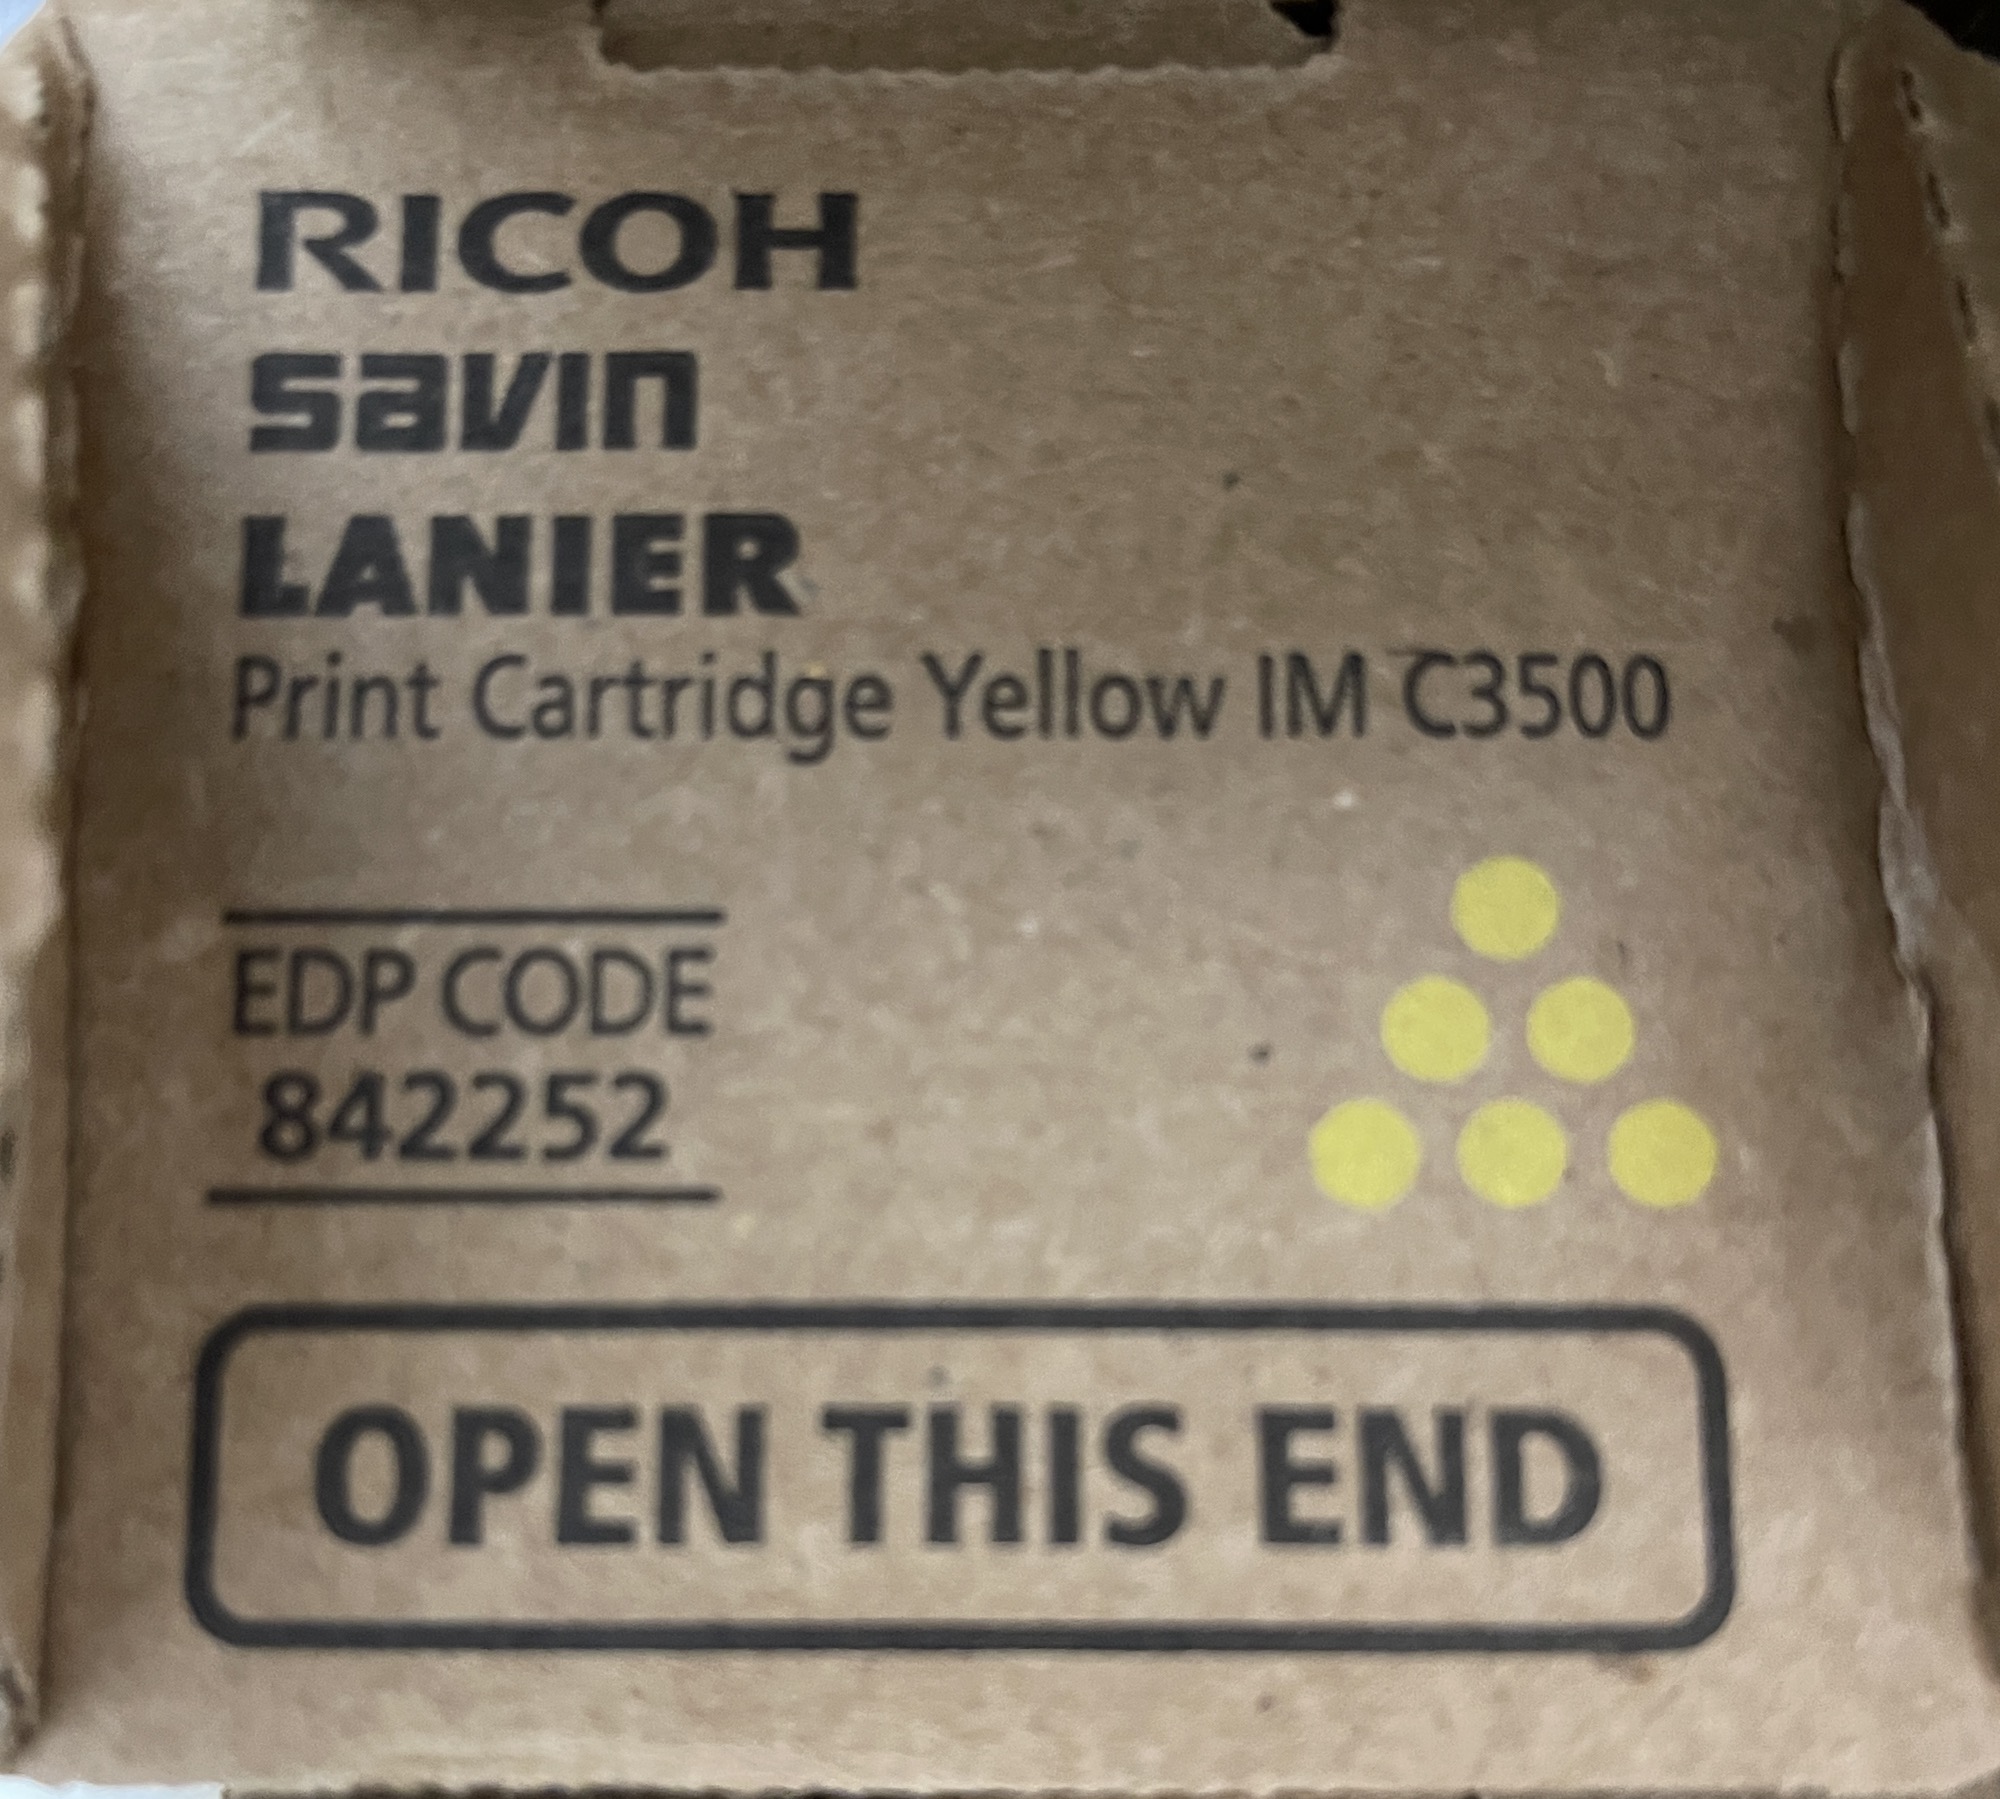 RICOH
savin
LANIER
Print Cartridge Yellow IM C3500
EDP CODE
842252
OPEN THIS END